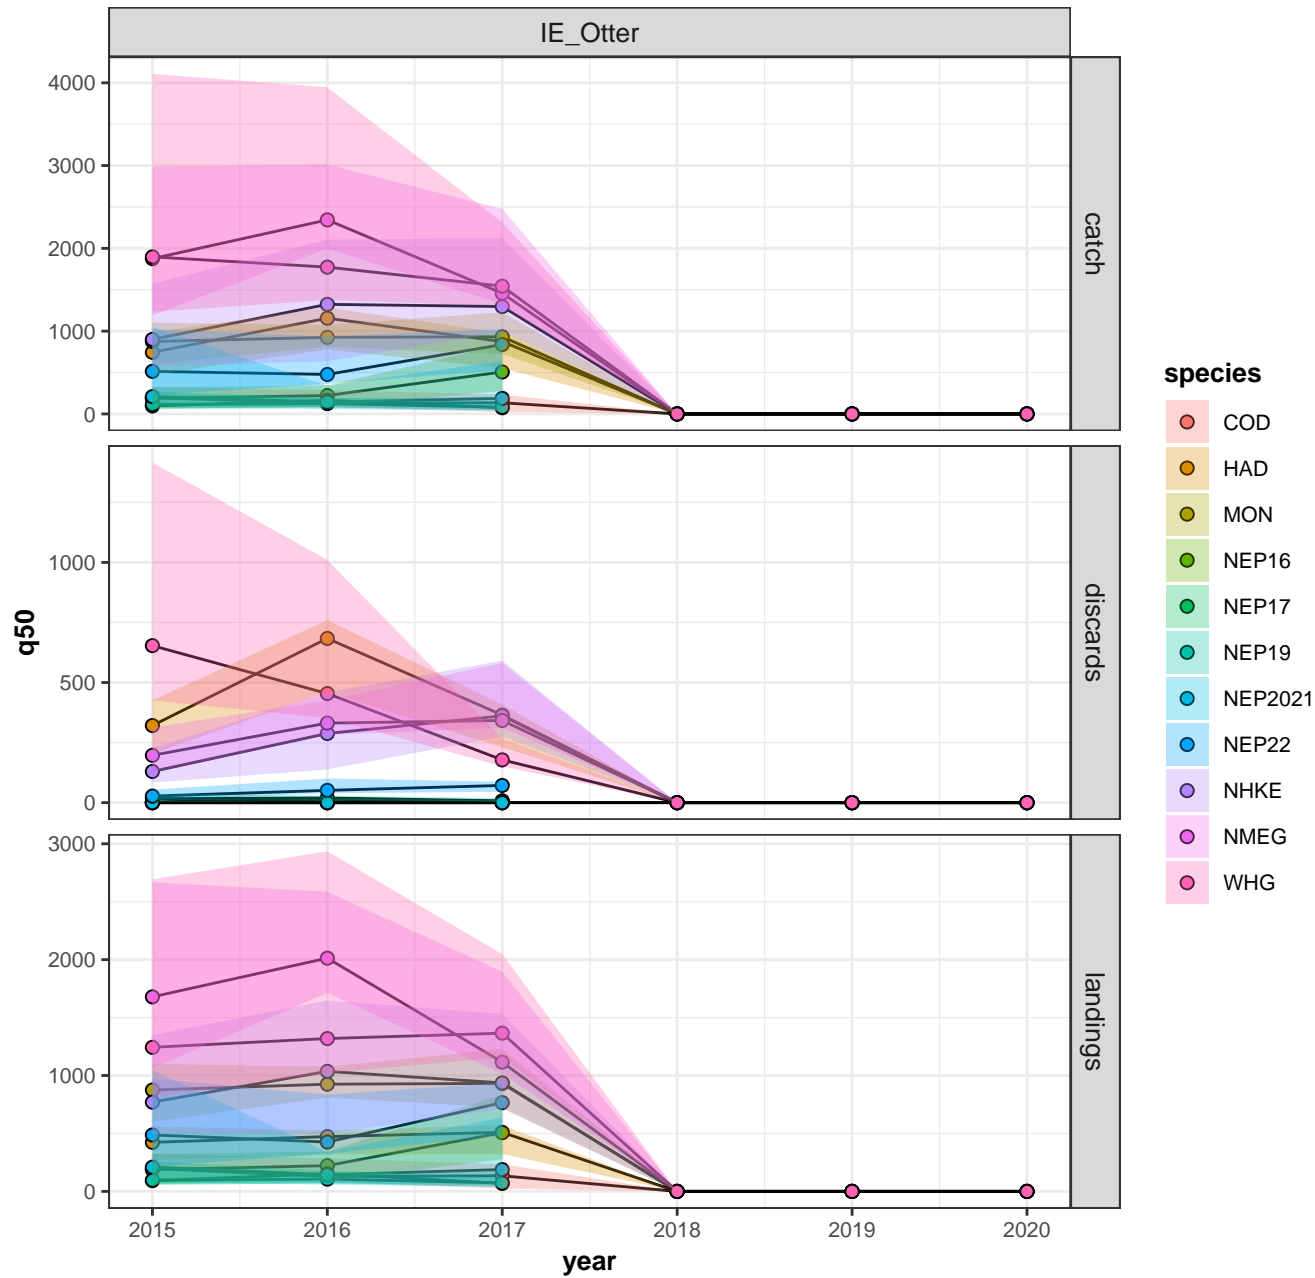 IE_Otter
4000
3000
2000
1000
0
catch
1000
500
0
discards
3000
2000
1000
0
landings
2015 2016 2017 2018 2019 2020
year
q50
species
COD
HAD
MON
NEP16
NEP17
NEP19
NEP2021
NEP22
NHKE
NMEG
WHG